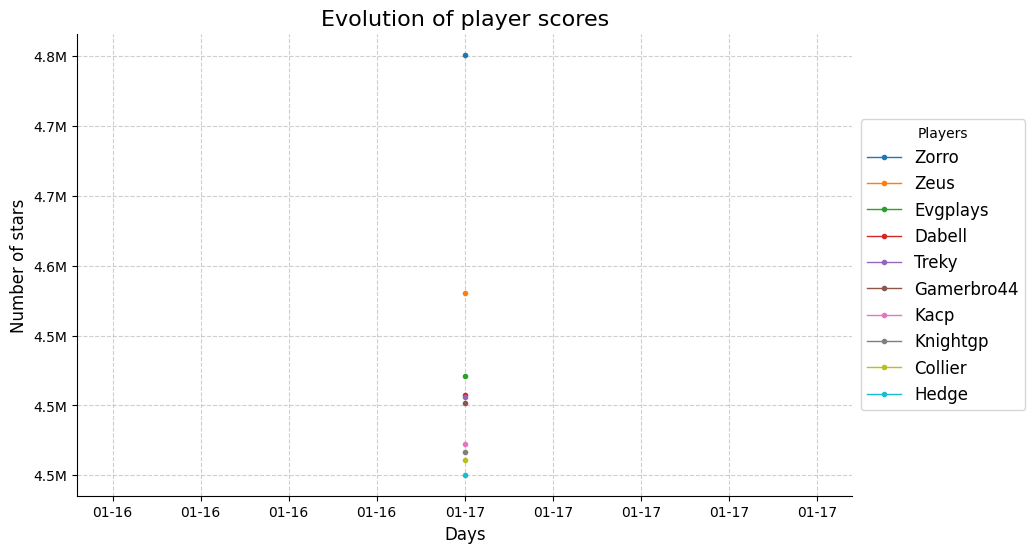 Evolution of player scores
4.8M
4.7M
4.7M
4.6M
4.5M
4.5M
4.5M
Number of stars
01-16 01-16 01-16 01-16 01-17 01-17 01-17 01-17 01-17
Days
Players
Zorro
Zeus
Evgplays
Dabell
Treky
Gamerbro44
Kacp
Knightgp
Collier
Hedge